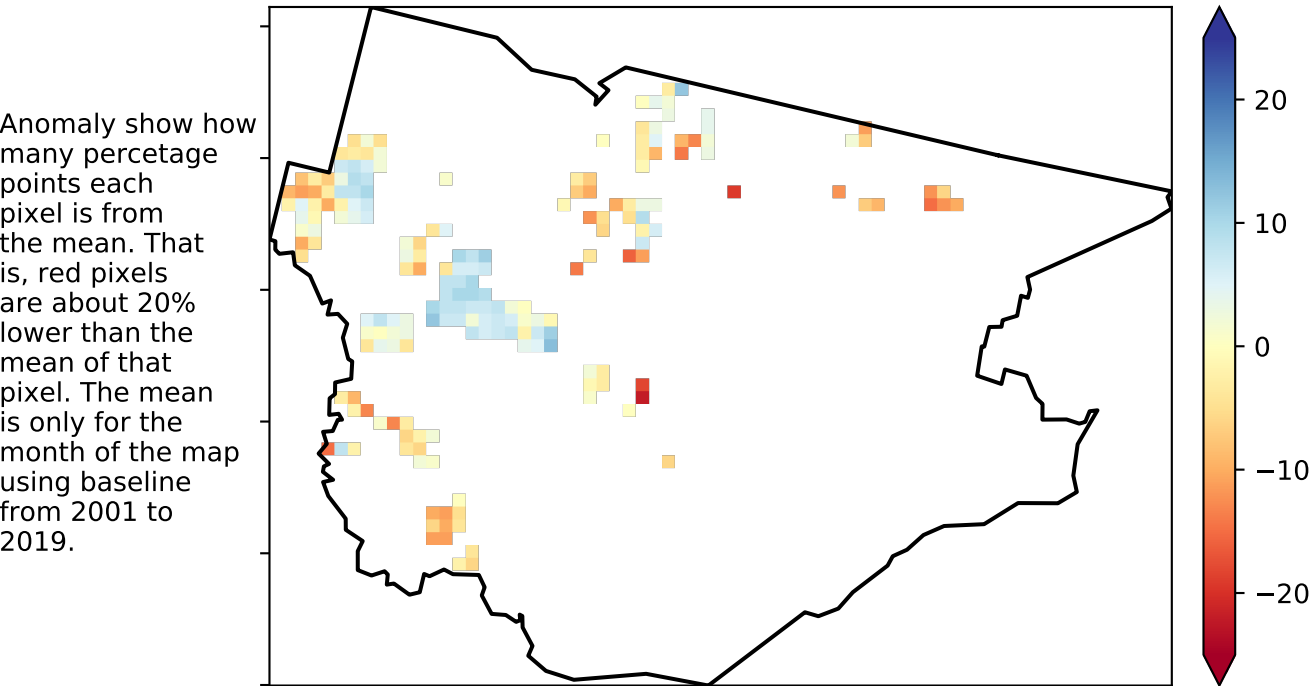 Anomaly show how
many percetage
points each
pixel is from
the mean. That
is, red pixels
are about 20%
lower than the
mean of that
pixel. The mean
is only for the
month of the map
using baseline
from 2001 to
2019.
20
10
0
−10
−20